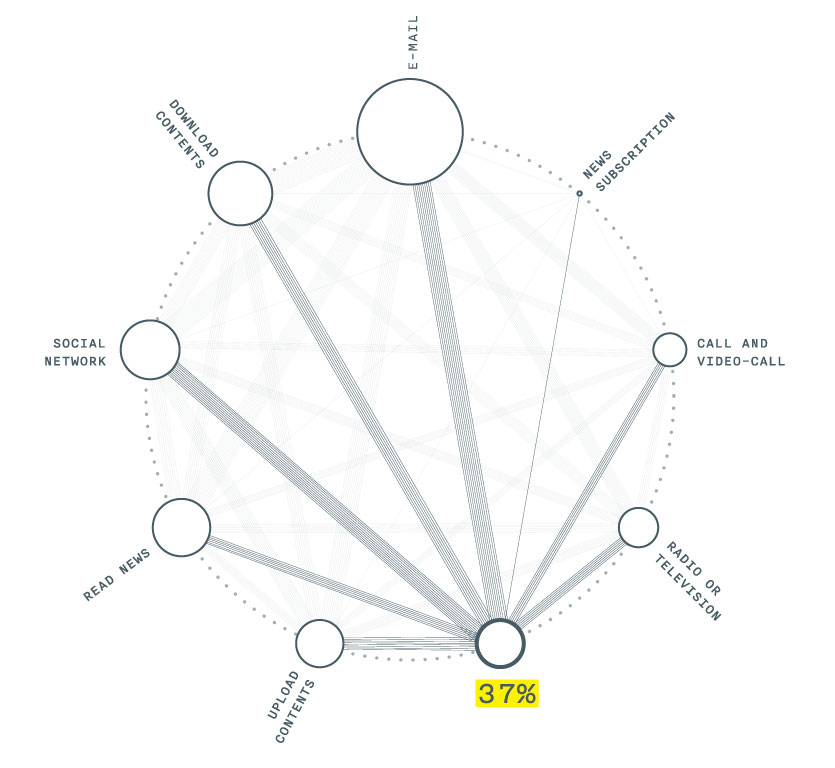 E-MAIL
DOWNLOAD
CONTENTS
NEWS
SUBSCRIPTION
SOCIAL
NETWORK
CALL AND
VIDEO-CALL
READ NEWS
RADIO OR
TELEVISION
UPLOAD
CONTENTS
37%